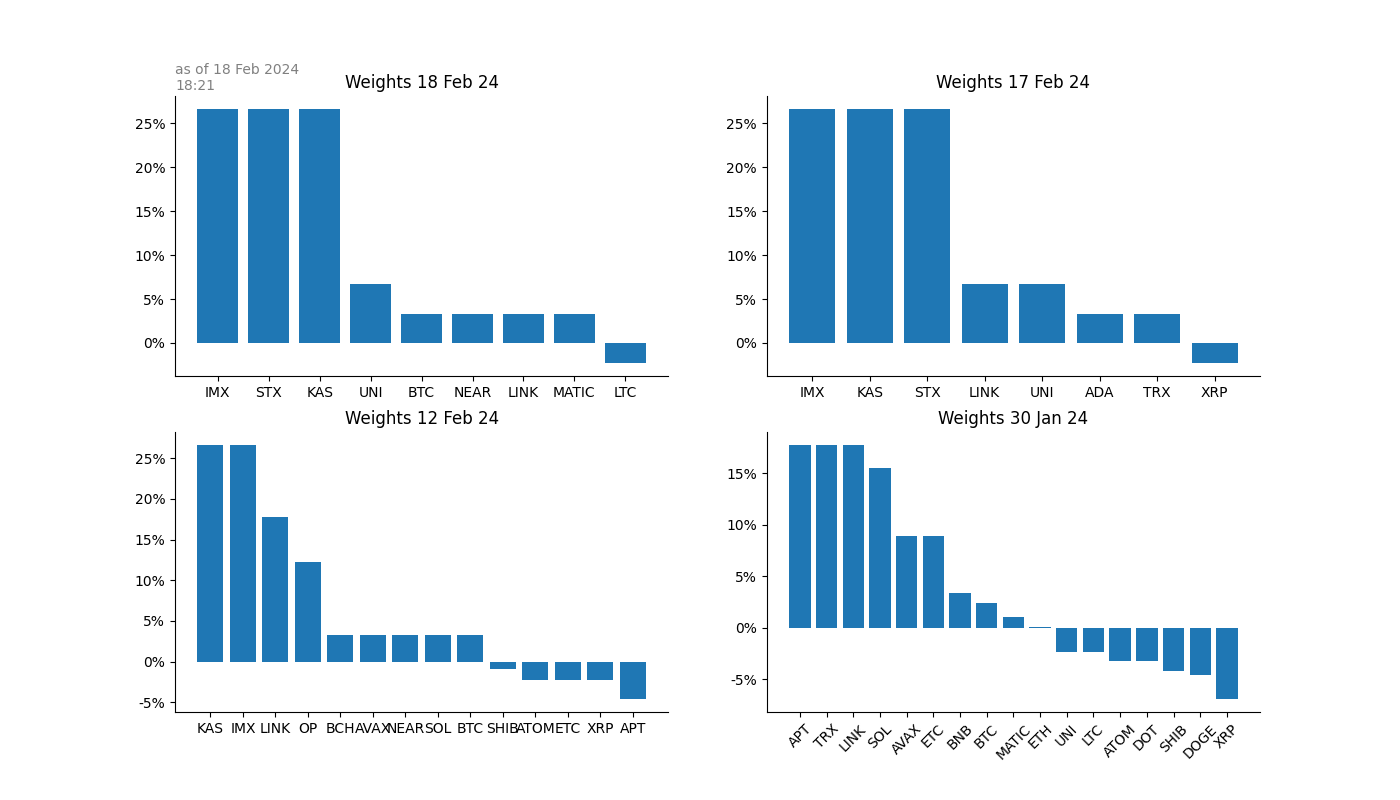 as of 18 Feb 2024
18:21
Weights 18 Feb 24
25%
20%
15%
10%
5%
0%
IMX STX KAS UNI BTC NEAR LINK MATIC LTC
Weights 17 Feb 24
25%
20%
15%
10%
5%
0%
IMX KAS STX LINK UNI ADA TRX XRP
Weights 12 Feb 24
25%
20%
15%
10%
5%
0%
-5%
KAS IMX LINK OP BCH AVAX NEAR SOL BTC SHIB ATOM ETC XRP APT
Weights 30 Jan 24
15%
10%
5%
0%
-5%
APT TRX LINK SOL AVAX ETC BNB BTC MATIC ETH UNI LTC ATOM DOT SHIB DOGE XRP